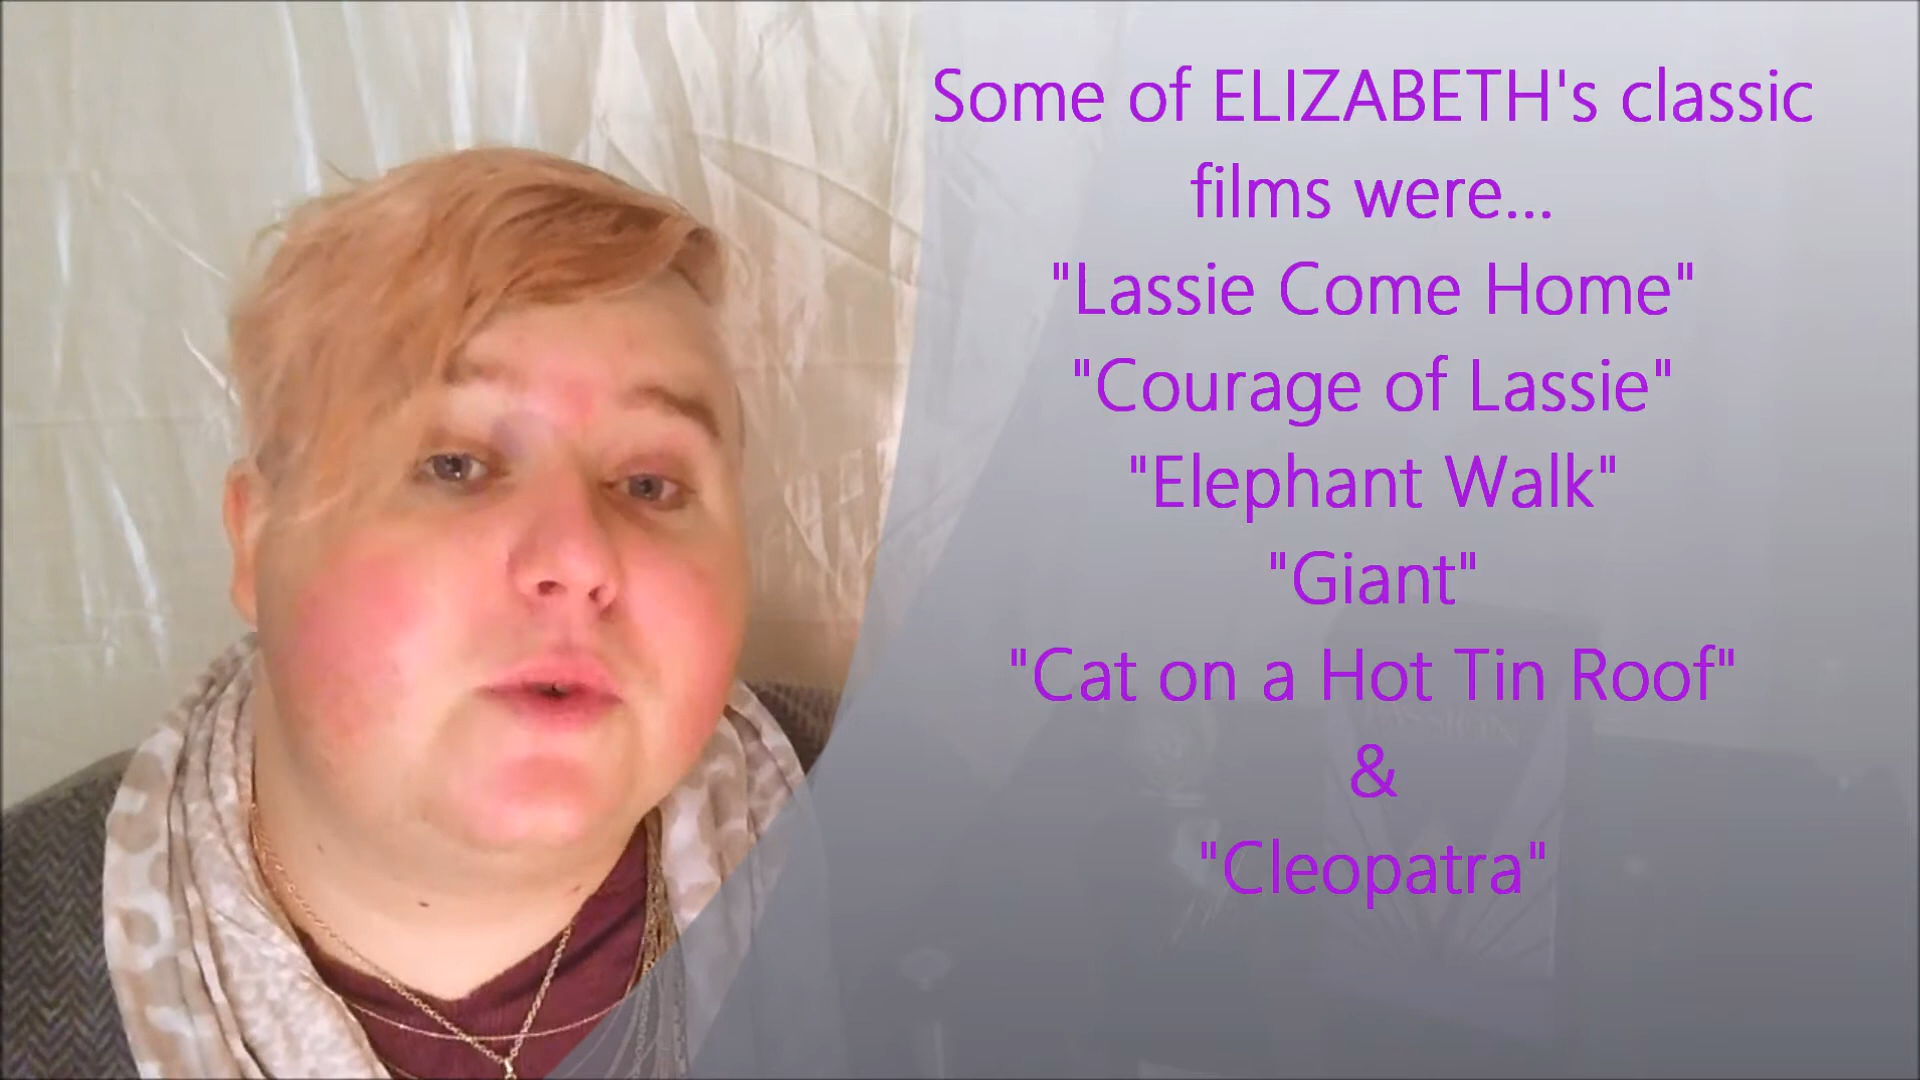 Some of ELIZABETH's classic
films were...
"Lassie Come Home"
"Courage of Lassie"
"Elephant Walk"
"Giant"
"Cat on a Hot Tin Roof"
&
"Cleopatra"